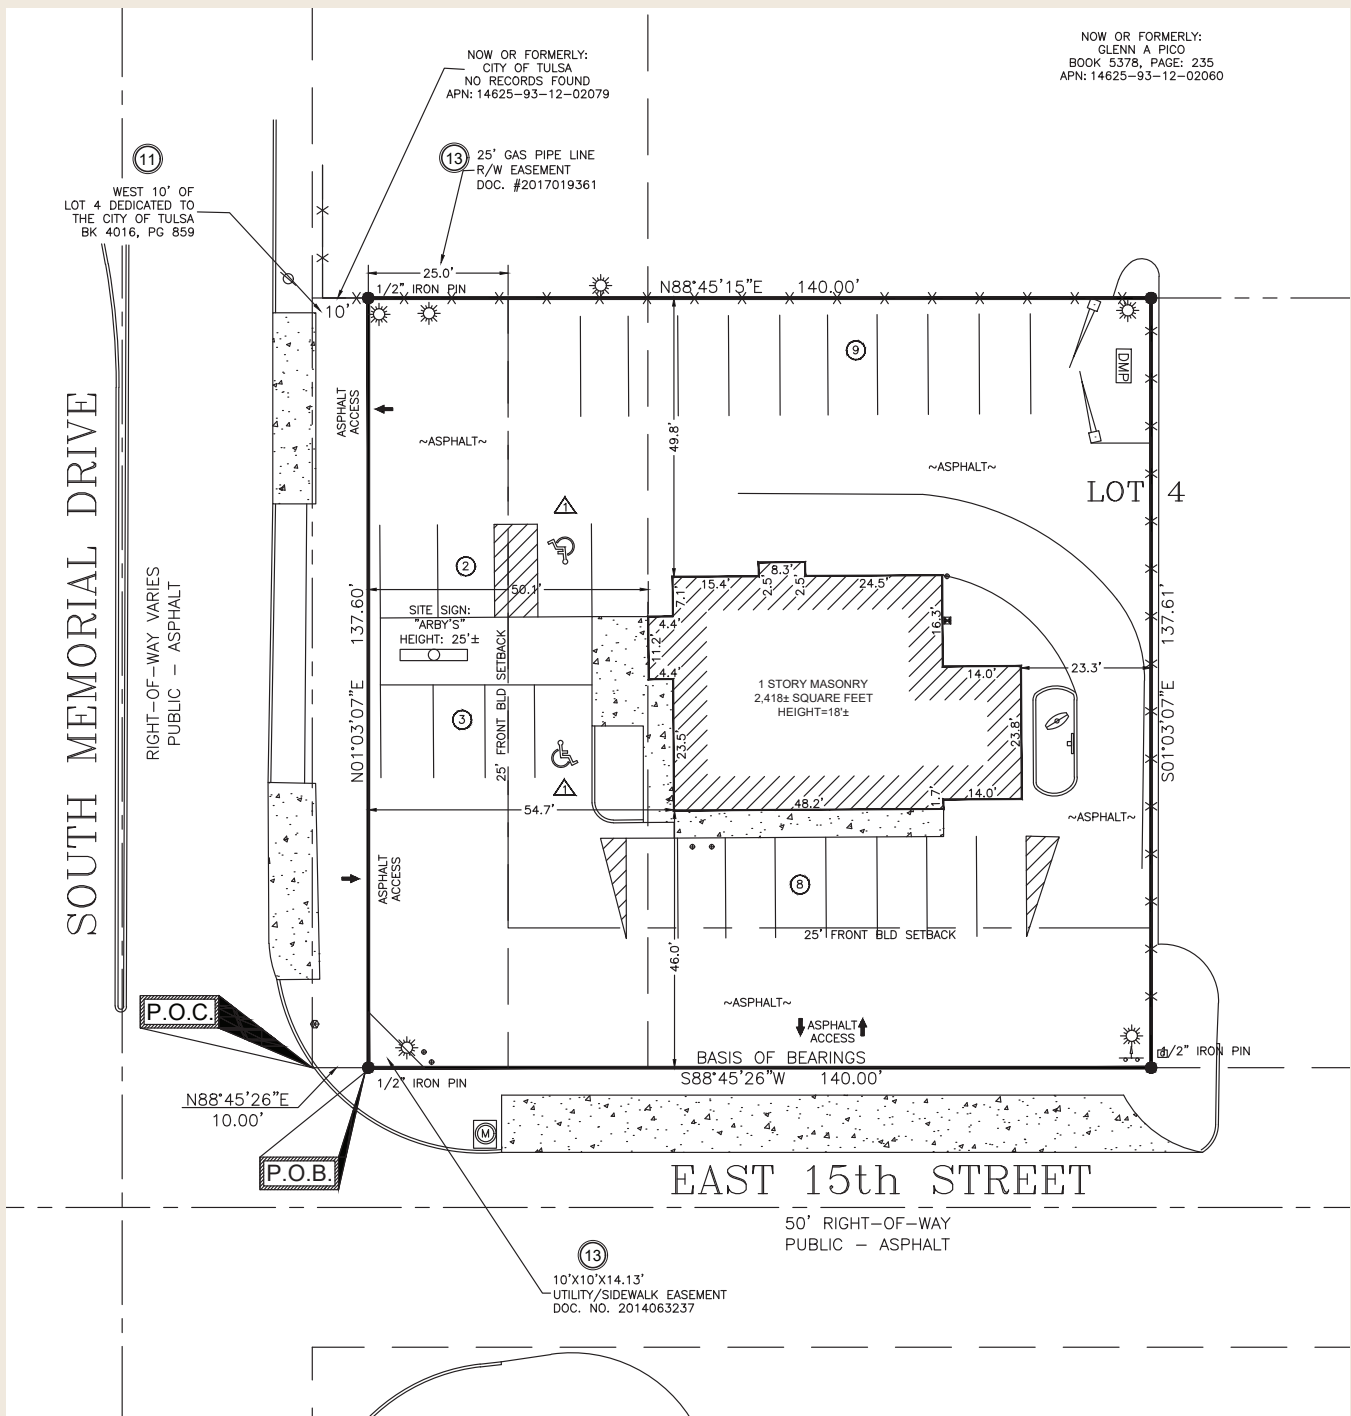 NOW OR FORMERLY:
CITY OF TULSA
NO RECORDS FOUND
APN: 14625-93-12-02079
NOW OR FORMERLY:
GLENN A PICO
BOOK 5378, PAGE: 235
APN: 14625-93-12-02060
11
WEST 10' OF
LOT 4 DEDICATED TO
THE CITY OF TULSA
BK 4016, PG 859
13
25' GAS PIPE LINE
R/W EASEMENT
DOC. #2017019361
25.0'
1/2" IRON PIN
N88°45'15"E 140.00'
10'
9
DMP
ASPHALT
ACCESS
~ASPHALT~
49.8'
~ASPHALT~
LOT 4
SOUTH MEMORIAL DRIVE
RIGHT-OF-WAY VARIES
PUBLIC - ASPHALT
N01°03'07"E 137.60'
1
2
50.1'
SITE SIGN:
"ARBY'S"
HEIGHT: 25'±
25' FRONT BLD SETBACK
15.4'
8.3'
2.5'
2.5'
24.5'
7.1'
4.4'
11.2'
4.4'
16.3'
14.0'
23.3'
1 STORY MASONRY
2,418± SQUARE FEET
HEIGHT=18'±
S01°03'07"E 137.61'
3
1
23.5'
23.8'
54.7'
48.2'
1.7'
14.0'
~ASPHALT~
ASPHALT
ACCESS
8
25' FRONT BLD SETBACK
46.0'
~ASPHALT~
ASPHALT
ACCESS
P.O.C.
BASIS OF BEARINGS
S88°45'26"W 140.00'
1/2" IRON PIN
1/2" IRON PIN
N88°45'26"E
10.00'
M
P.O.B.
EAST 15th STREET
50' RIGHT-OF-WAY
PUBLIC - ASPHALT
13
10'X10'X14.13'
UTILITY/SIDEWALK EASEMENT
DOC. NO. 2014063237